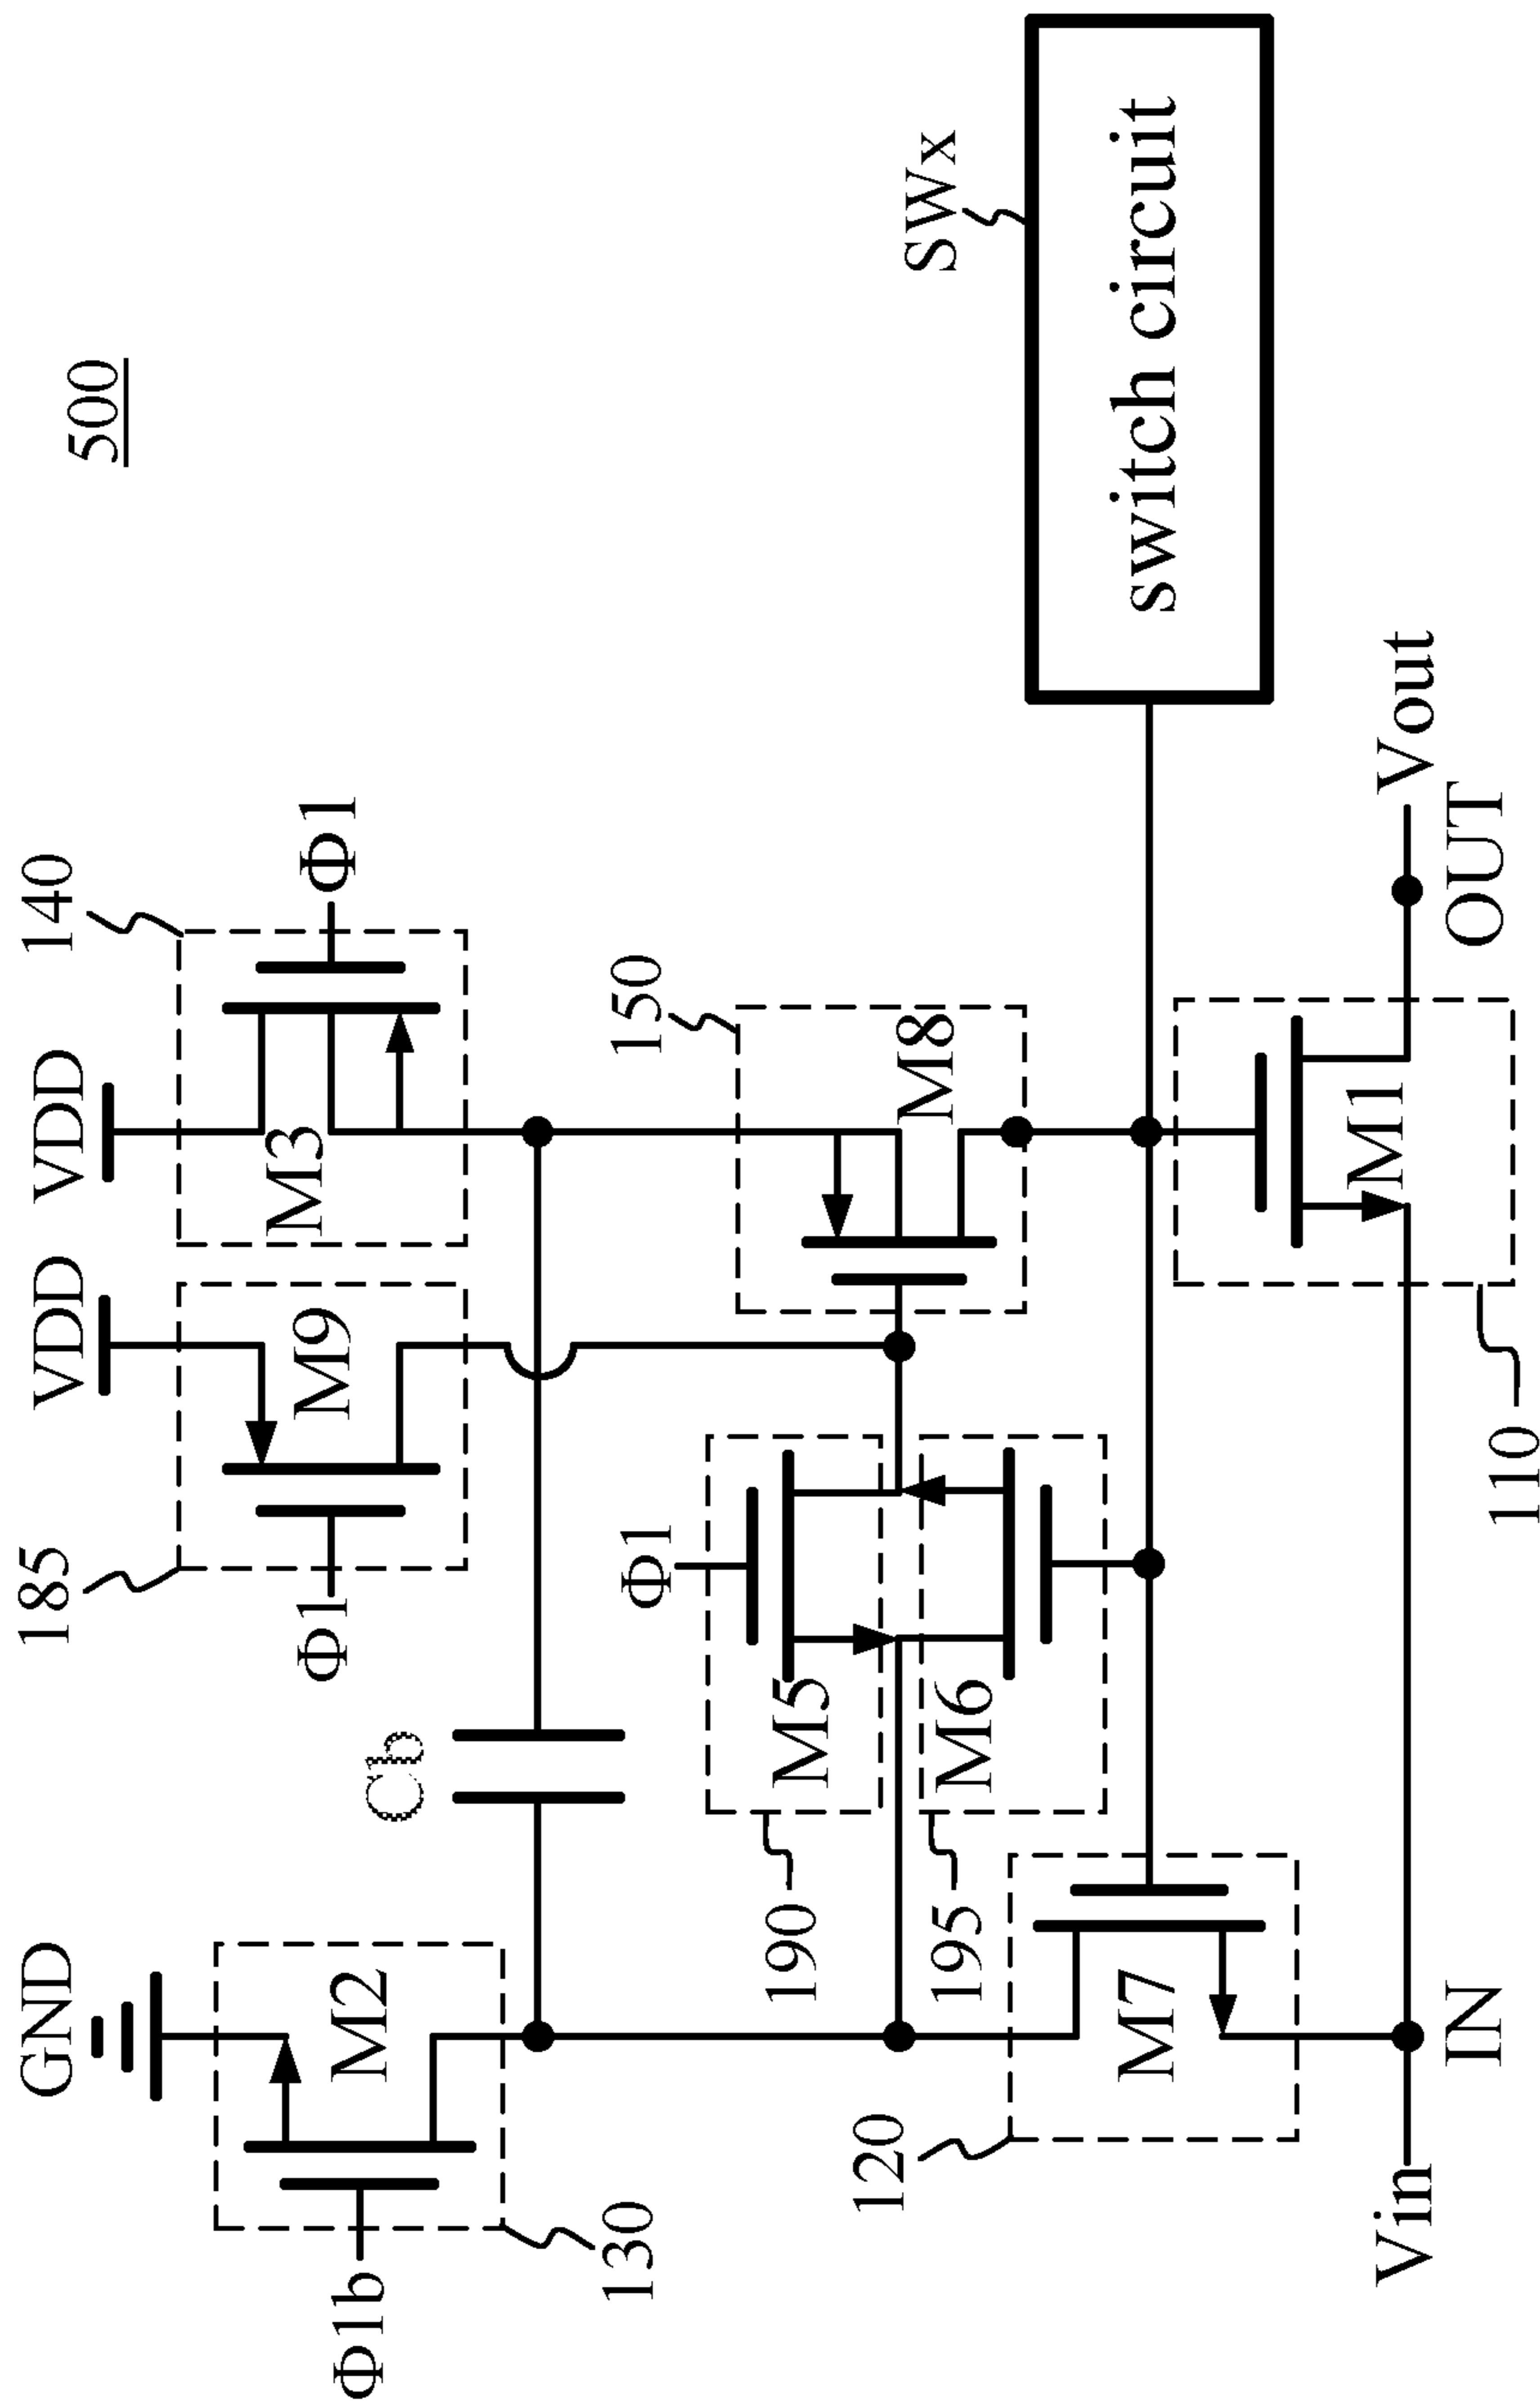 500
GND
VDD
VDD
185
140
Φ1b
M2
Φ1
M9
M3
Φ1
130
Cb
Φ1
150
190
M5
M8
120
195
M6
SWx
M7
switch circuit
Vin
IN
110
M1
Vout
OUT